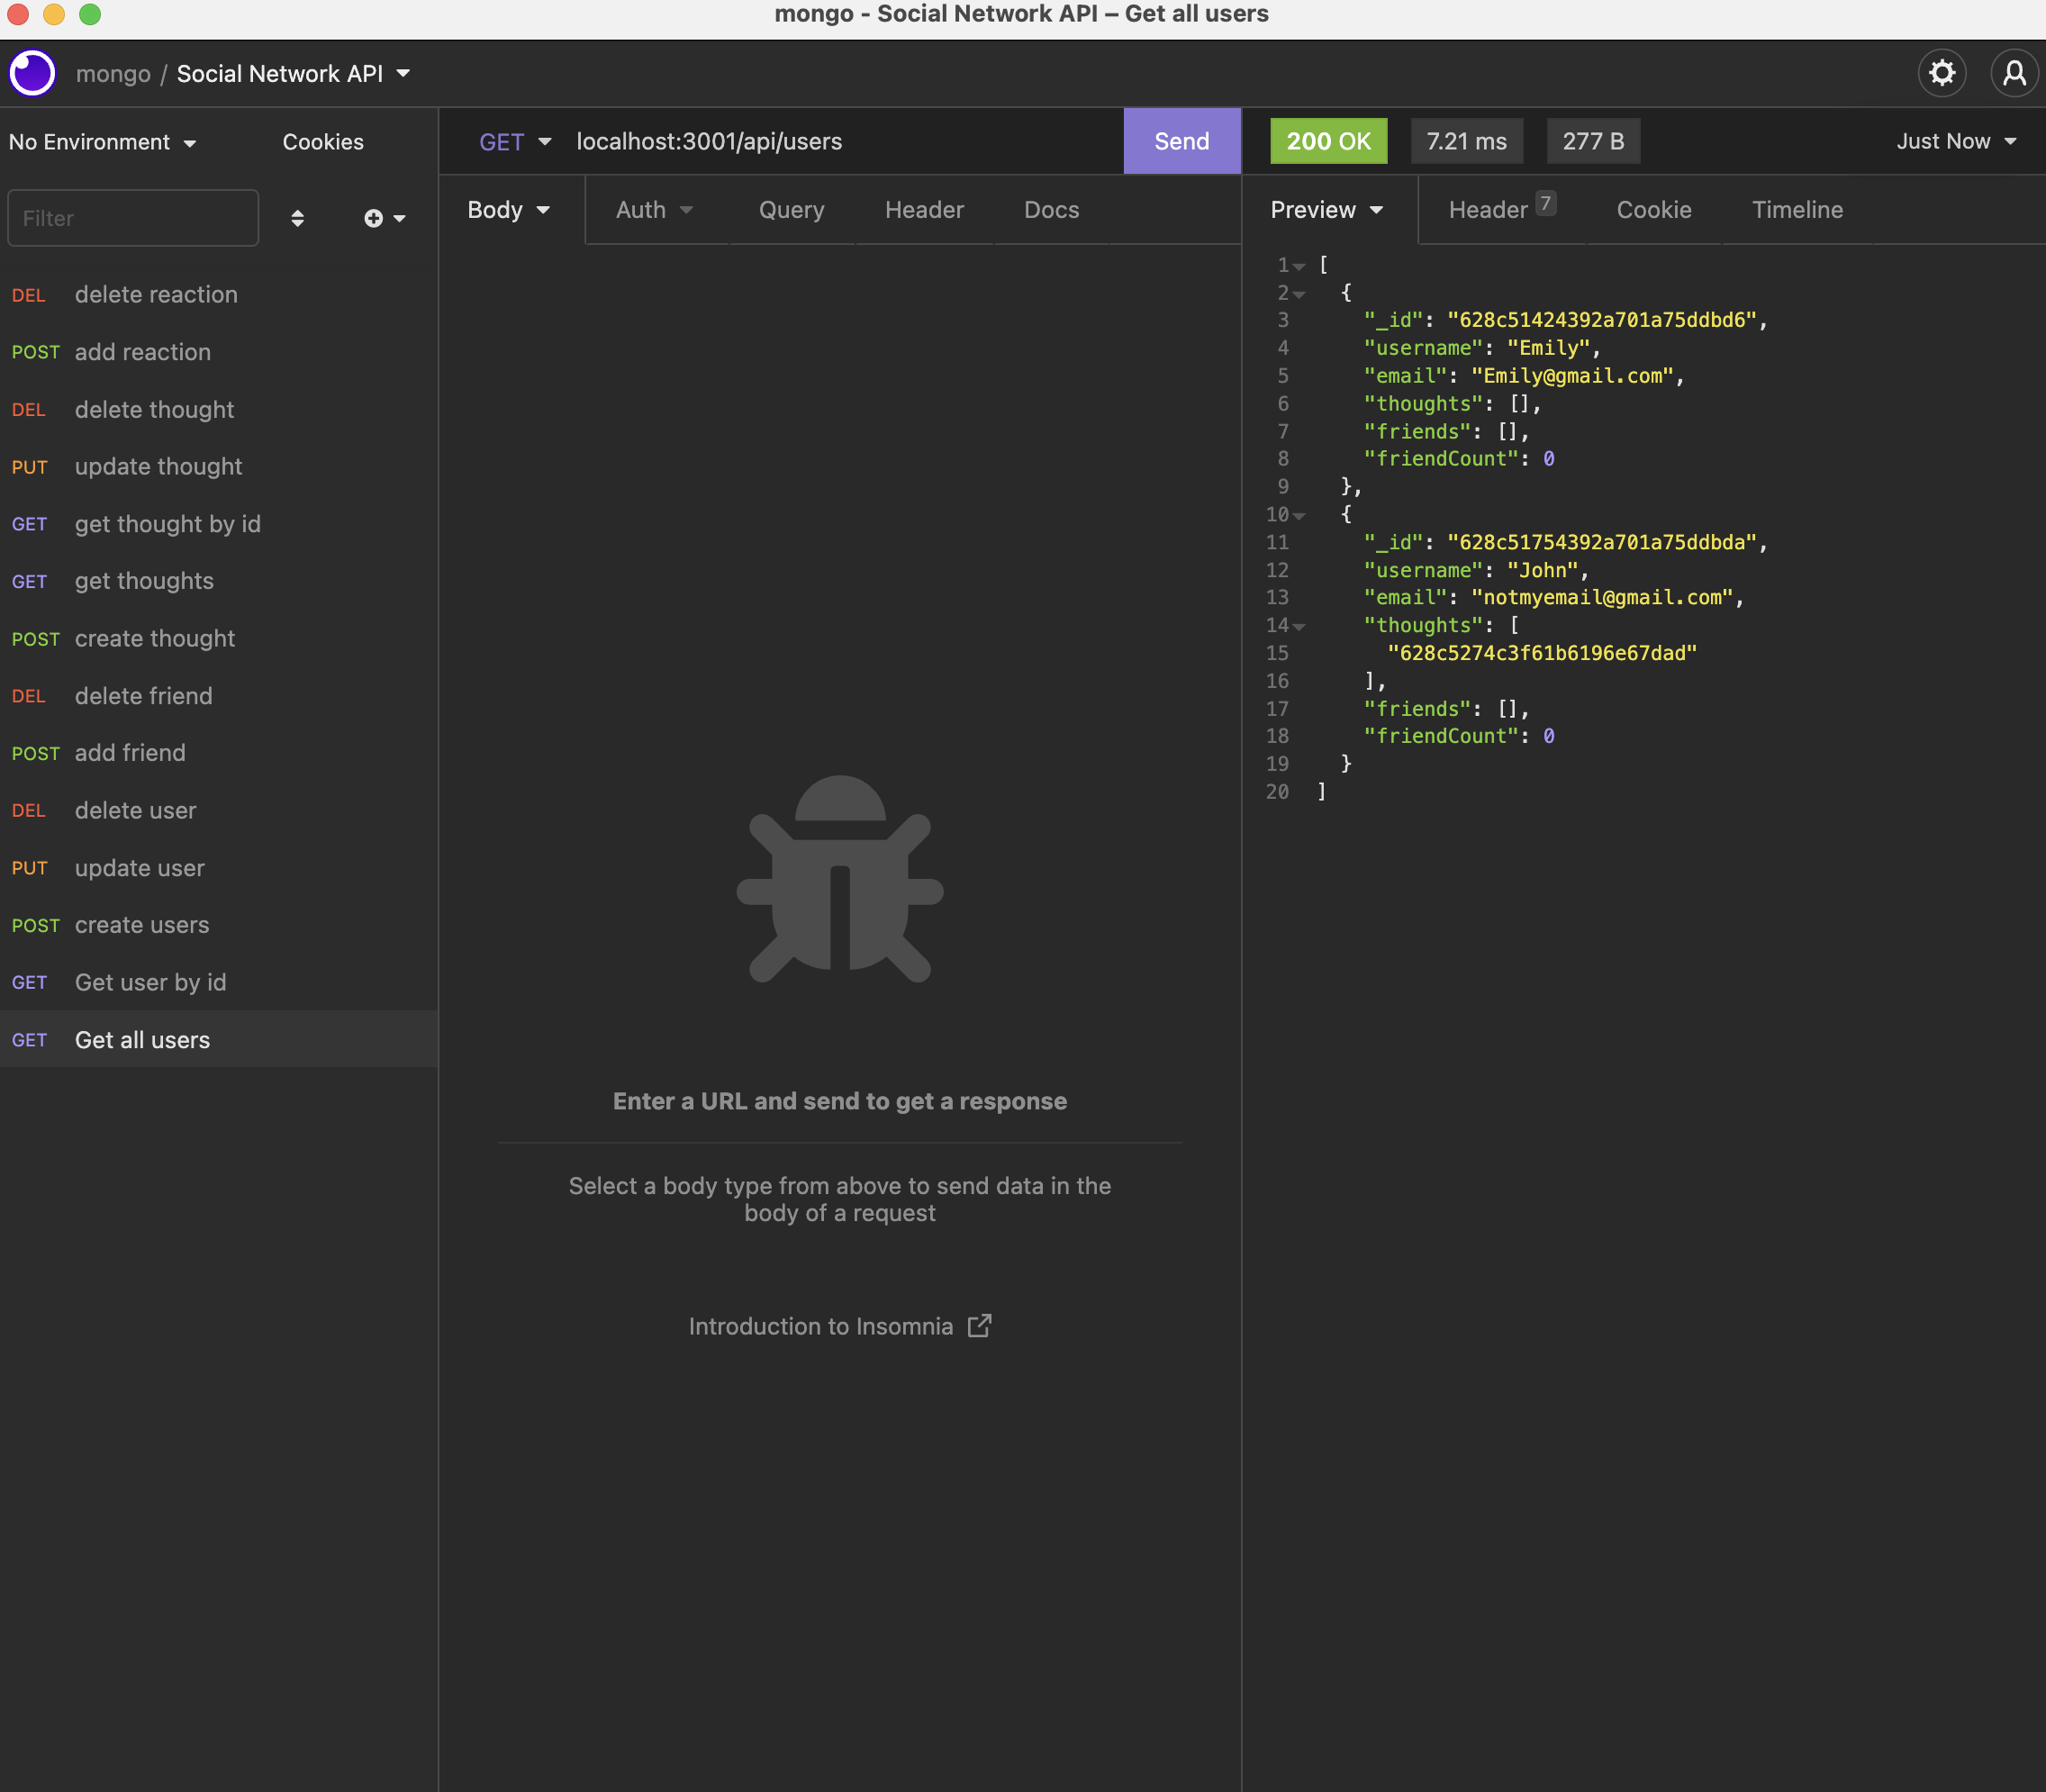 mongo - Social Network API – Get all users
mongo / Social Network API
No Environment
Cookies
Filter
DEL delete reaction
POST add reaction
DEL delete thought
PUT update thought
GET get thought by id
GET get thoughts
POST create thought
DEL delete friend
POST add friend
DEL delete user
PUT update user
POST create users
GET Get user by id
GET Get all users
GET localhost:3001/api/users Send
Body Auth Query Header Docs
Enter a URL and send to get a response
Select a body type from above to send data in the
body of a request
Introduction to Insomnia
200 OK 7.21 ms 277 B Just Now
Preview Header 7 Cookie Timeline
1 [
2 {
3 "_id": "628c51424392a701a75ddbd6",
4 "username": "Emily",
5 "email": "Emily@gmail.com",
6 "thoughts": [],
7 "friends": [],
8 "friendCount": 0
9 },
10 {
11 "_id": "628c51754392a701a75ddbda",
12 "username": "John",
13 "email": "notmyemail@gmail.com",
14 "thoughts": [
15 "628c5274c3f61b6196e67dad"
16 ],
17 "friends": [],
18 "friendCount": 0
19 }
20 ]